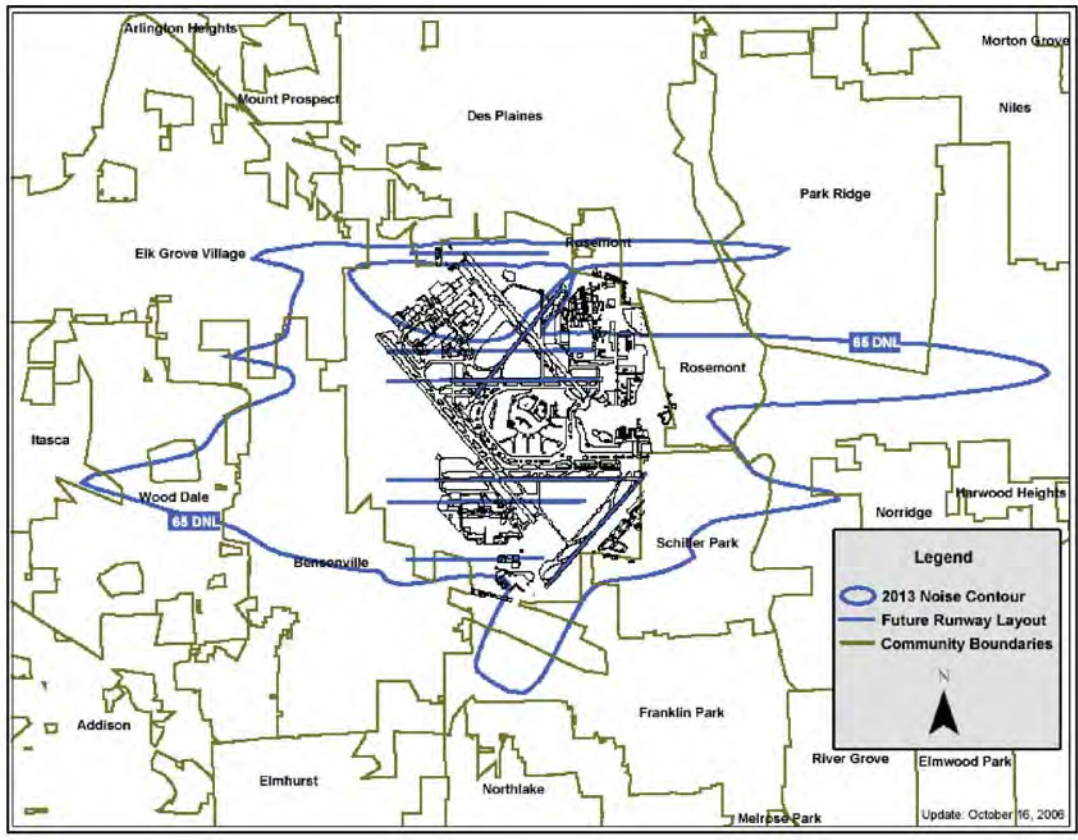 Arlington Heights
Morton Grove
Mount Prospect
Niles
Des Plaines
Park Ridge
Rosemont
Elk Grove Village
65 DNL
Rosemont
Itasca
Wood Dale
Harwood Heights
Norridge
65 DNL
Schiller Park
Bensenville
Legend
2013 Noise Contour
Future Runway Layout
Community Boundaries
N
Franklin Park
Addison
River Grove
Elmwood Park
Elmhurst
Northlake
Melrose Park
Update: October 16, 2006